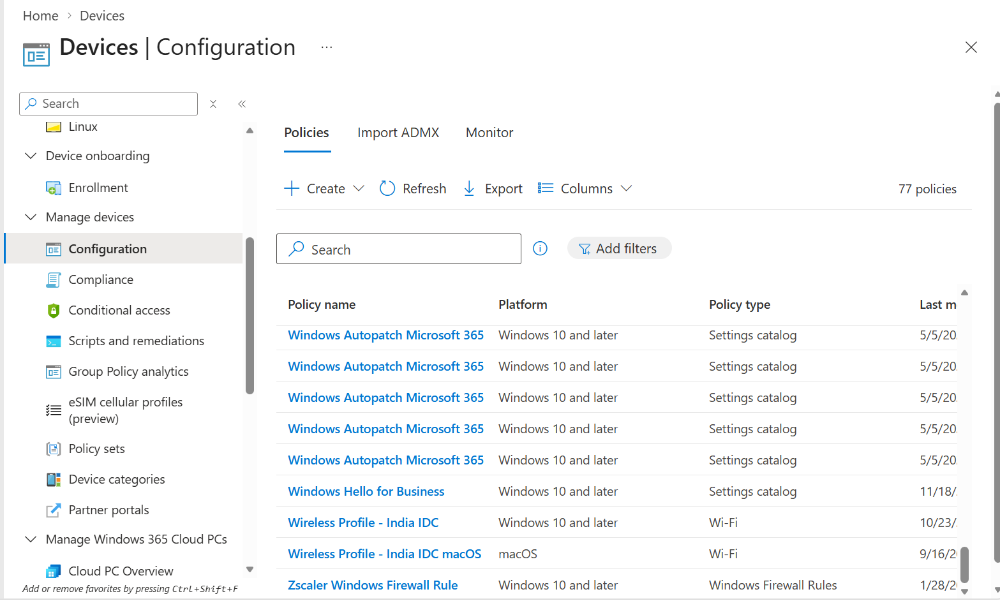 Home > Devices
Devices | Configuration ...
Search
Linux
Device onboarding
Enrollment
Manage devices
Configuration
Compliance
Conditional access
Scripts and remediations
Group Policy analytics
eSIM cellular profiles
(preview)
Policy sets
Device categories
Partner portals
Manage Windows 365 Cloud PCs
Cloud PC Overview
Add or remove favorites by pressing Ctrl+Shift+F
Policies Import ADMX Monitor
Create Refresh Export Columns 77 policies
Search Add filters
Policy name Platform Policy type Last m
Windows Autopatch Microsoft 365 Windows 10 and later Settings catalog 5/5/20
Windows Autopatch Microsoft 365 Windows 10 and later Settings catalog 5/5/20
Windows Autopatch Microsoft 365 Windows 10 and later Settings catalog 5/5/20
Windows Autopatch Microsoft 365 Windows 10 and later Settings catalog 5/5/20
Windows Autopatch Microsoft 365 Windows 10 and later Settings catalog 5/5/20
Windows Hello for Business Windows 10 and later Settings catalog 11/18/
Wireless Profile - India IDC Windows 10 and later Wi-Fi 10/23/
Wireless Profile - India IDC macOS macOS Wi-Fi 9/16/20
Zscaler Windows Firewall Rule Windows 10 and later Windows Firewall Rules 1/28/20